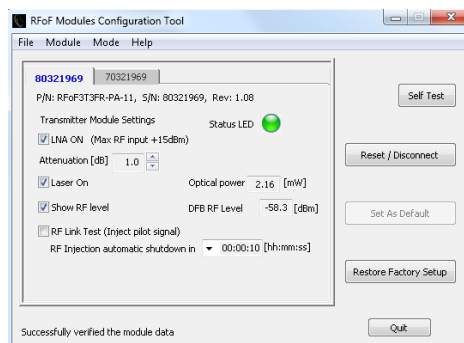 RFoF Modules Configuration Tool
File Module Mode Help
80321969 70321969
P/N: RFoF3T3FR-PA-11, S/N: 80321969, Rev: 1.08
Self Test
Transmitter Module Settings
Status LED
LNA ON (Max RF input +15dBm)
Attenuation [dB] 1.0
Reset / Disconnect
Laser On
Optical power 2.16 [mW]
Show RF level
DFB RF Level -58.3 [dBm]
Set As Default
RF Link Test (Inject pilot signal)
RF Injection automatic shutdown in 00:00:10 [hh:mm:ss]
Restore Factory Setup
Successfully verified the module data
Quit